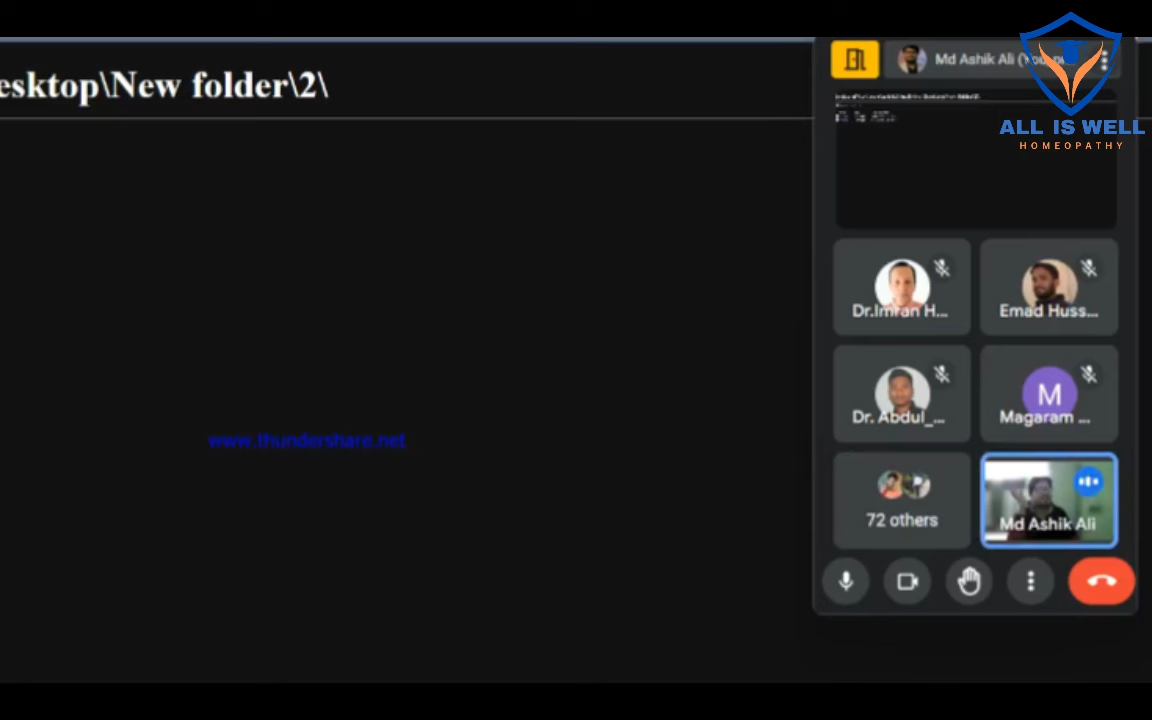 esktop\New folder\2\
Md Ashik Ali (You, p
ALL IS WELL
HOMEOPATHY
Dr.Imran H...
Emad Huss...
Dr. Abdul_...
M
Magaram ...
www.thundershare.net
72 others
Md Ashik Ali